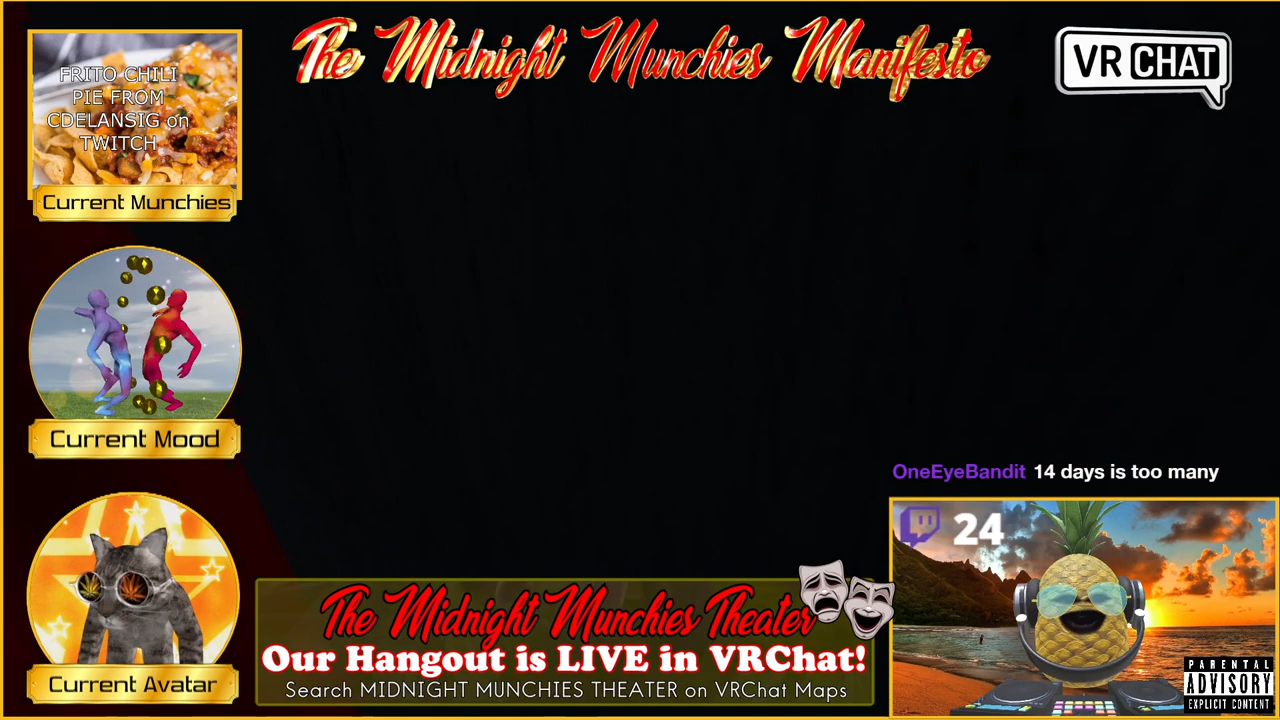 The Midnight Munchies Manifesto
VRCHAT
FRITO CHILI
PIE FROM
CDELANSIG on
TWITCH
Current Munchies
Current Mood
OneEyeBandit 14 days is too many
24
Current Avatar
The Midnight Munchies Theater
Our Hangout is LIVE in VRChat!
Search MIDNIGHT MUNCHIES THEATER on VRChat Maps
PARENTAL
ADVISORY
EXPLICIT CONTENT